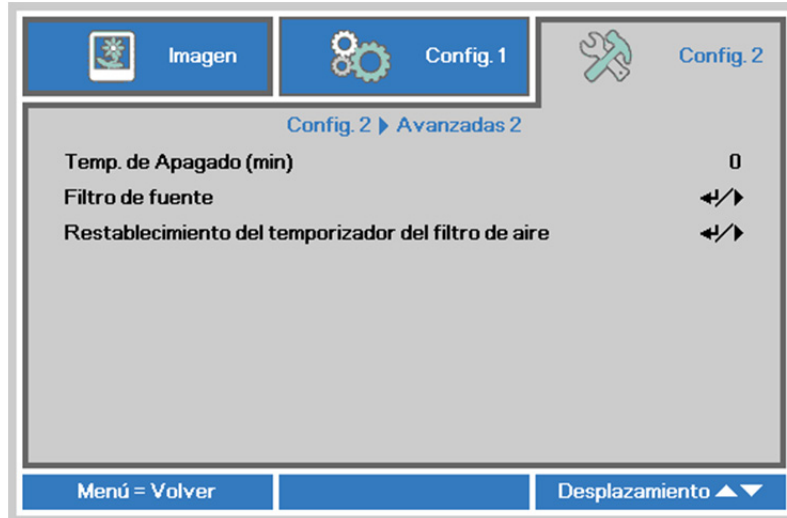 Imagen
Config. 1
Config. 2
Config. 2 ▶ Avanzadas 2
Temp. de Apagado (min) 0
Filtro de fuente ↵/▶
Restablecimiento del temporizador del filtro de aire ↵/▶
Menú = Volver
Desplazamiento ▲▼